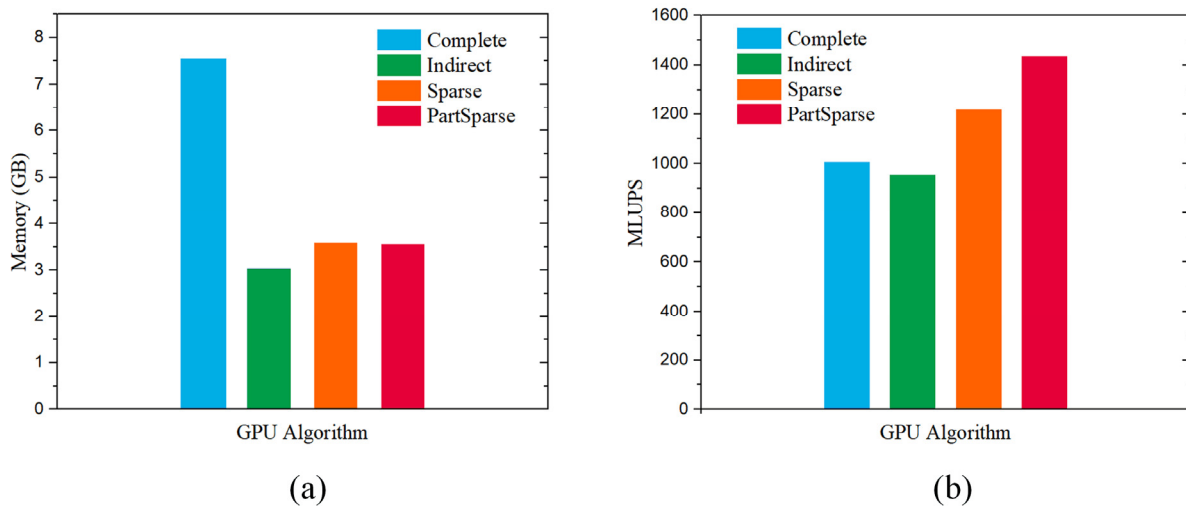 8
7
6
5
4
3
2
1
0
Memory (GB)
Complete
Indirect
Sparse
PartSparse
GPU Algorithm
(a)
1600
1400
1200
1000
800
600
400
200
0
MLUPS
Complete
Indirect
Sparse
PartSparse
GPU Algorithm
(b)